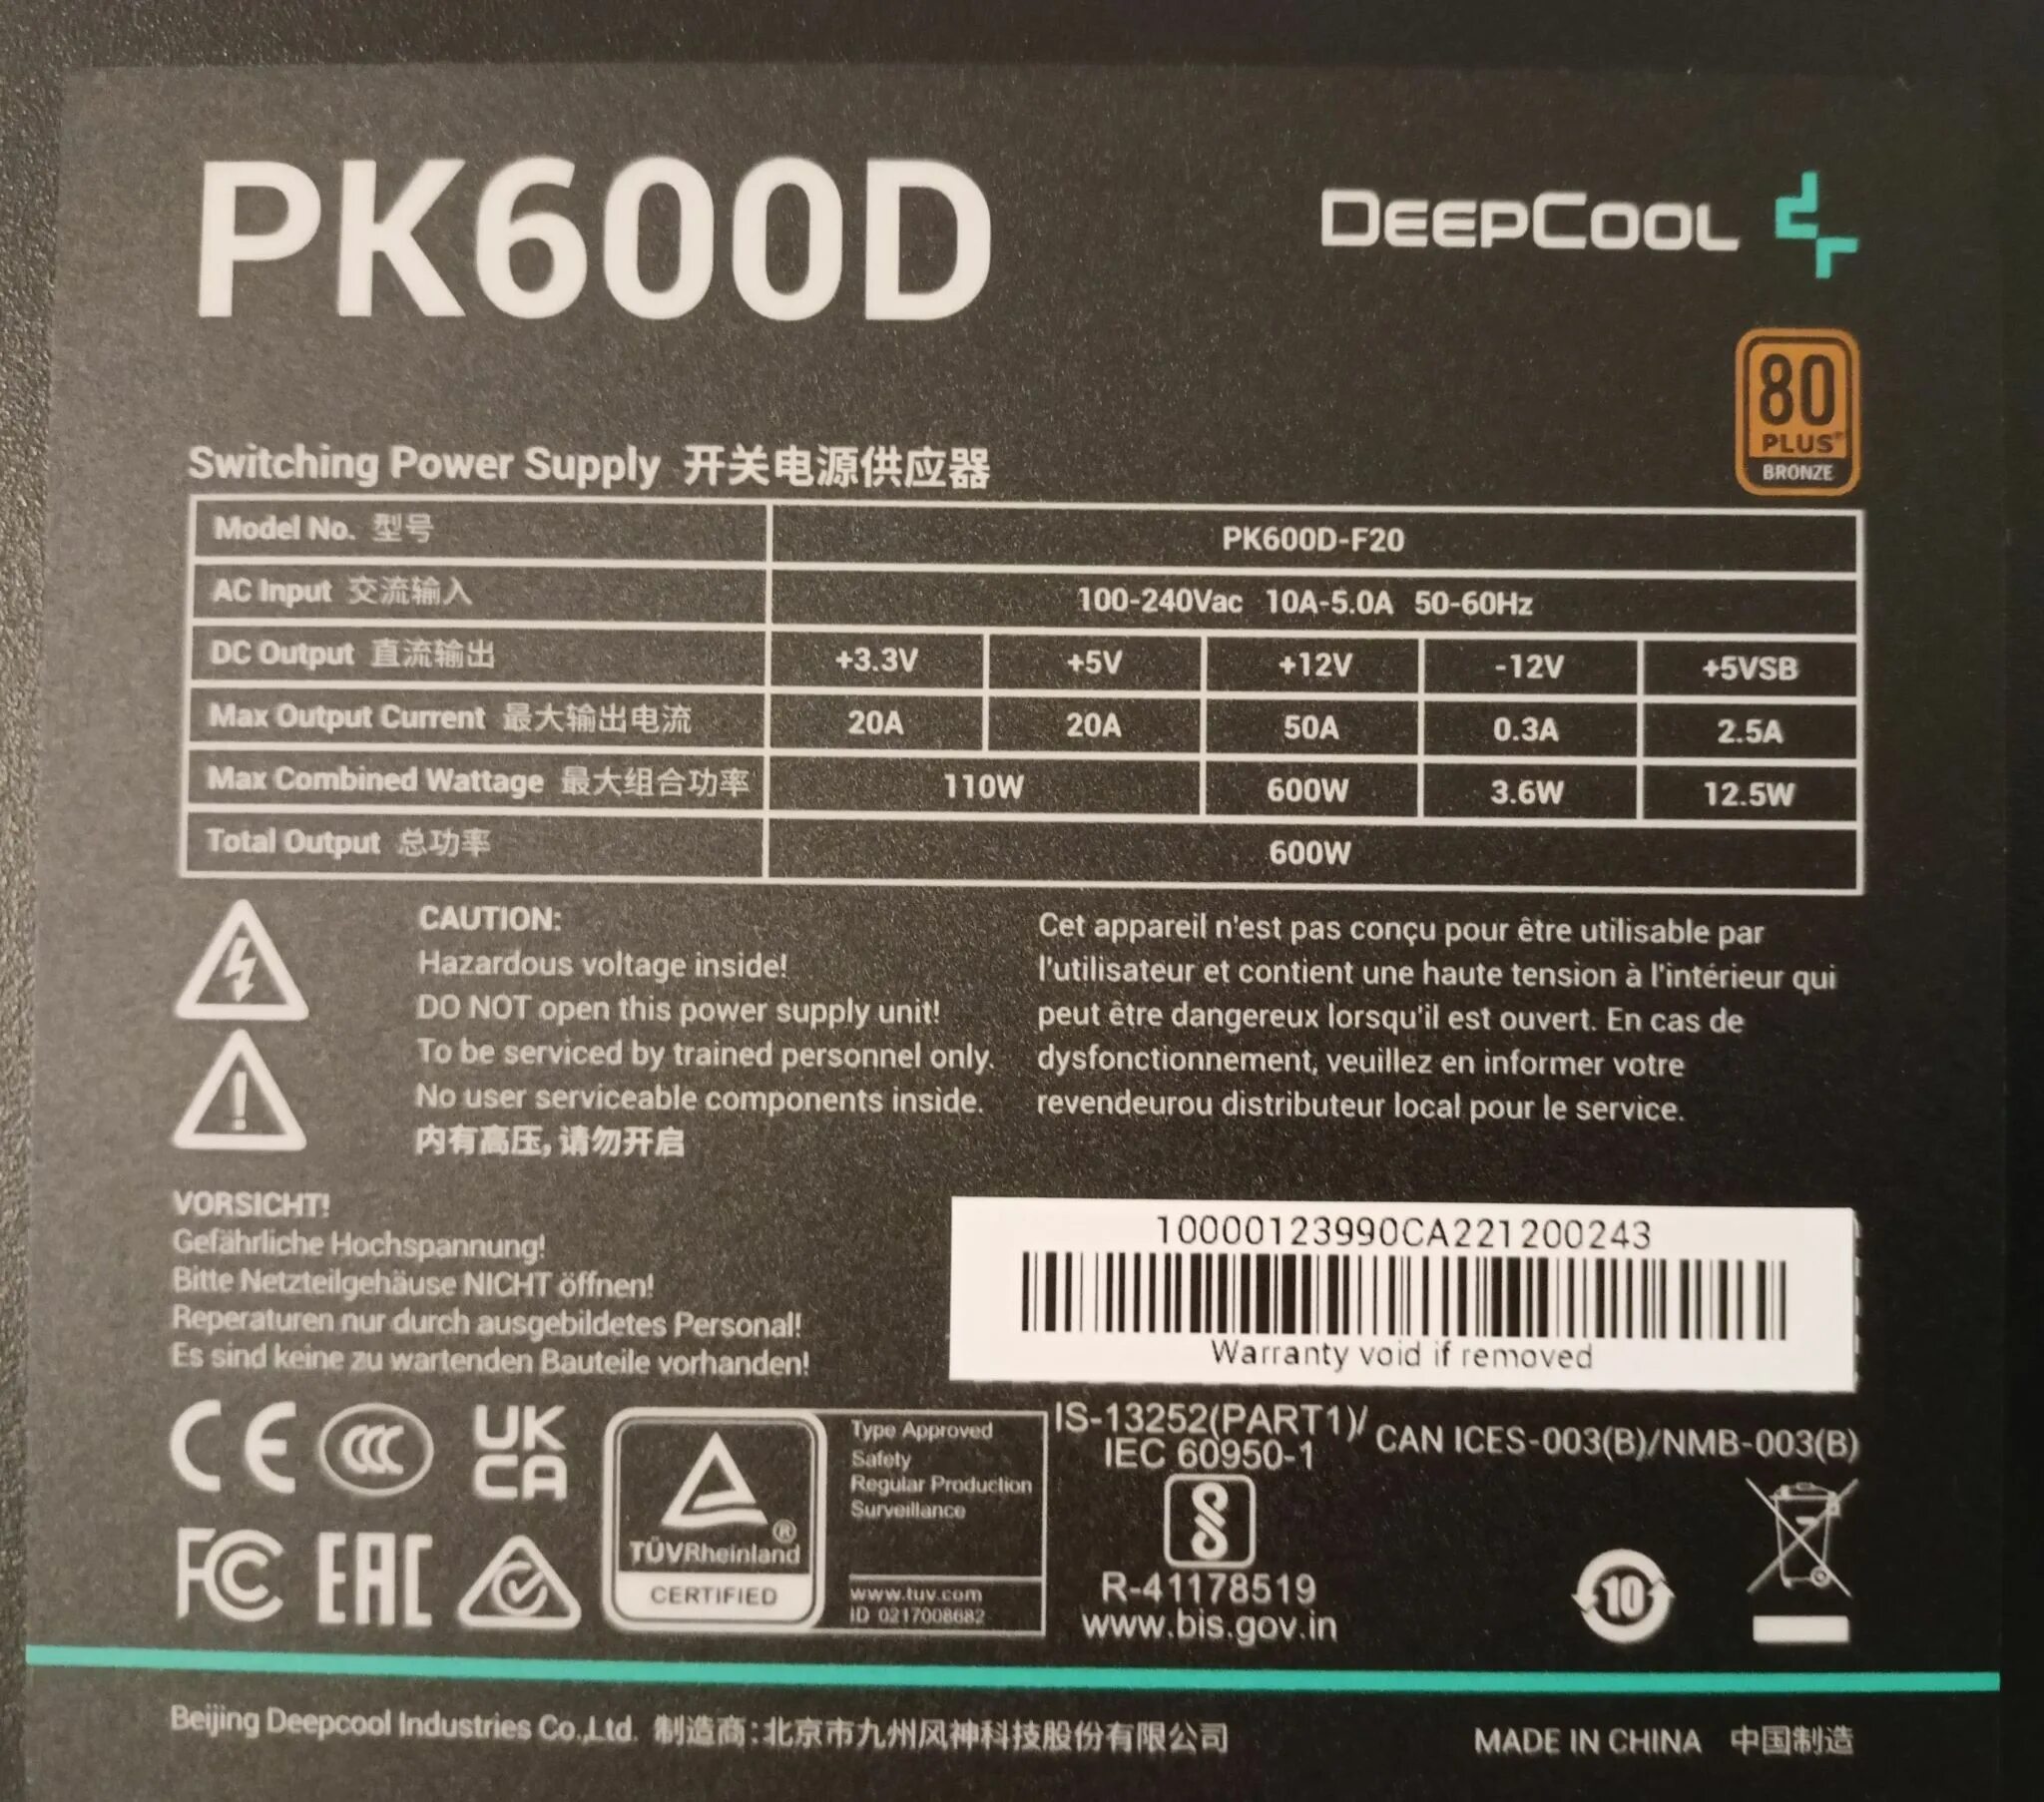 PK600D
DEEPCOOL
80
PLUS®
BRONZE
Switching Power Supply 开关电源供应器
Model No. 型号 PK600D-F20
AC Input 交流输入 100-240Vac 10A-5.0A 50-60Hz
DC Output 直流输出 +3.3V +5V +12V -12V +5VSB
Max Output Current 最大输出电流 20A 20A 50A 0.3A 2.5A
Max Combined Wattage 最大组合功率 110W 600W 3.6W 12.5W
Total Output 总功率 600W
CAUTION:
Hazardous voltage inside!
DO NOT open this power supply unit!
To be serviced by trained personnel only.
No user serviceable components inside.
内有高压,请勿开启
Cet appareil n'est pas conçu pour être utilisable par
l'utilisateur et contient une haute tension à l'intérieur qui
peut être dangereux lorsqu'il est ouvert. En cas de
dysfonctionnement, veuillez en informer votre
revendeurou distributeur local pour le service.
VORSICHT!
Gefährliche Hochspannung!
Bitte Netzteilgehäuse NICHT öffnen!
Reperaturen nur durch ausgebildetes Personal!
Es sind keine zu wartenden Bauteile vorhanden!
10000123990CA221200243
Warranty void if removed
CE CCC UK
CA
FC EAC
TÜVRheinland®
CERTIFIED
Type Approved
Safety
Regular Production
Surveillance
www.tuv.com
ID 0217008682
IS-13252(PART1)/
IEC 60950-1
CAN ICES-003(B)/NMB-003(B)
R-41178519
www.bis.gov.in
10
Beijing Deepcool Industries Co.,Ltd. 制造商:北京市九州风神科技股份有限公司
MADE IN CHINA 中国制造